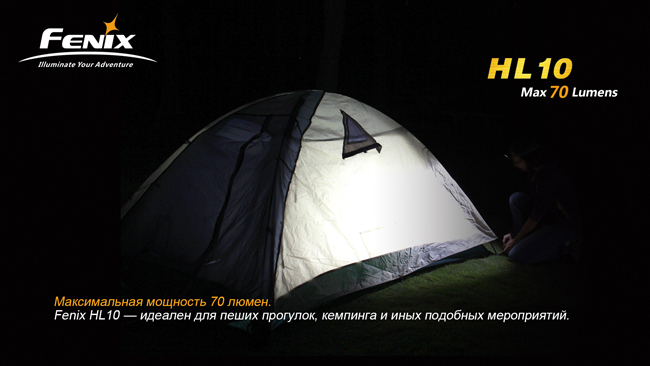 FENIX
Illuminate Your Adventure
HL10
Max 70 Lumens
Максимальная мощность 70 люмен.
Fenix HL10 — идеален для пеших прогулок, кемпинга и иных подобных мероприятий.